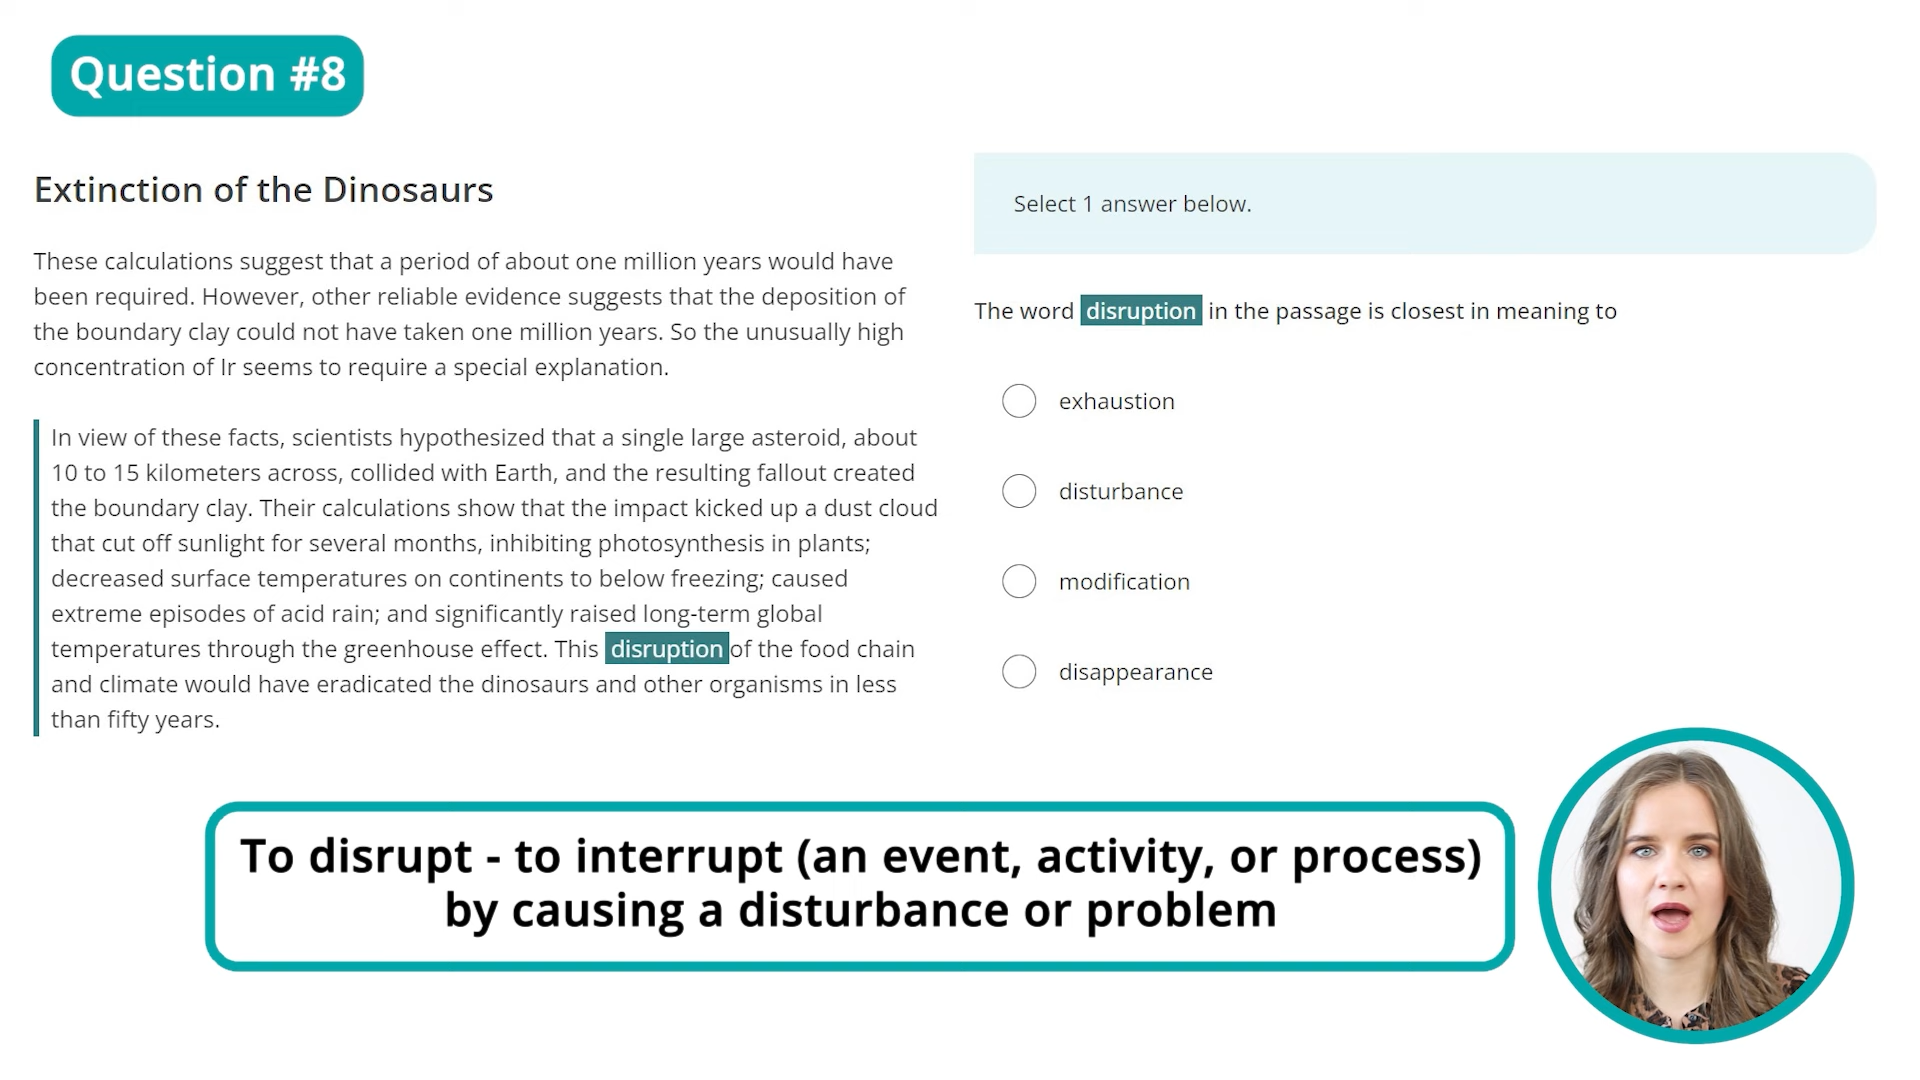 Question #8
Extinction of the Dinosaurs
These calculations suggest that a period of about one million years would have
been required. However, other reliable evidence suggests that the deposition of
the boundary clay could not have taken one million years. So the unusually high
concentration of Ir seems to require a special explanation.
In view of these facts, scientists hypothesized that a single large asteroid, about
10 to 15 kilometers across, collided with Earth, and the resulting fallout created
the boundary clay. Their calculations show that the impact kicked up a dust cloud
that cut off sunlight for several months, inhibiting photosynthesis in plants;
decreased surface temperatures on continents to below freezing; caused
extreme episodes of acid rain; and significantly raised long-term global
temperatures through the greenhouse effect. This disruption of the food chain
and climate would have eradicated the dinosaurs and other organisms in less
than fifty years.
Select 1 answer below.
The word disruption in the passage is closest in meaning to
exhaustion
disturbance
modification
disappearance
To disrupt - to interrupt (an event, activity, or process)
by causing a disturbance or problem